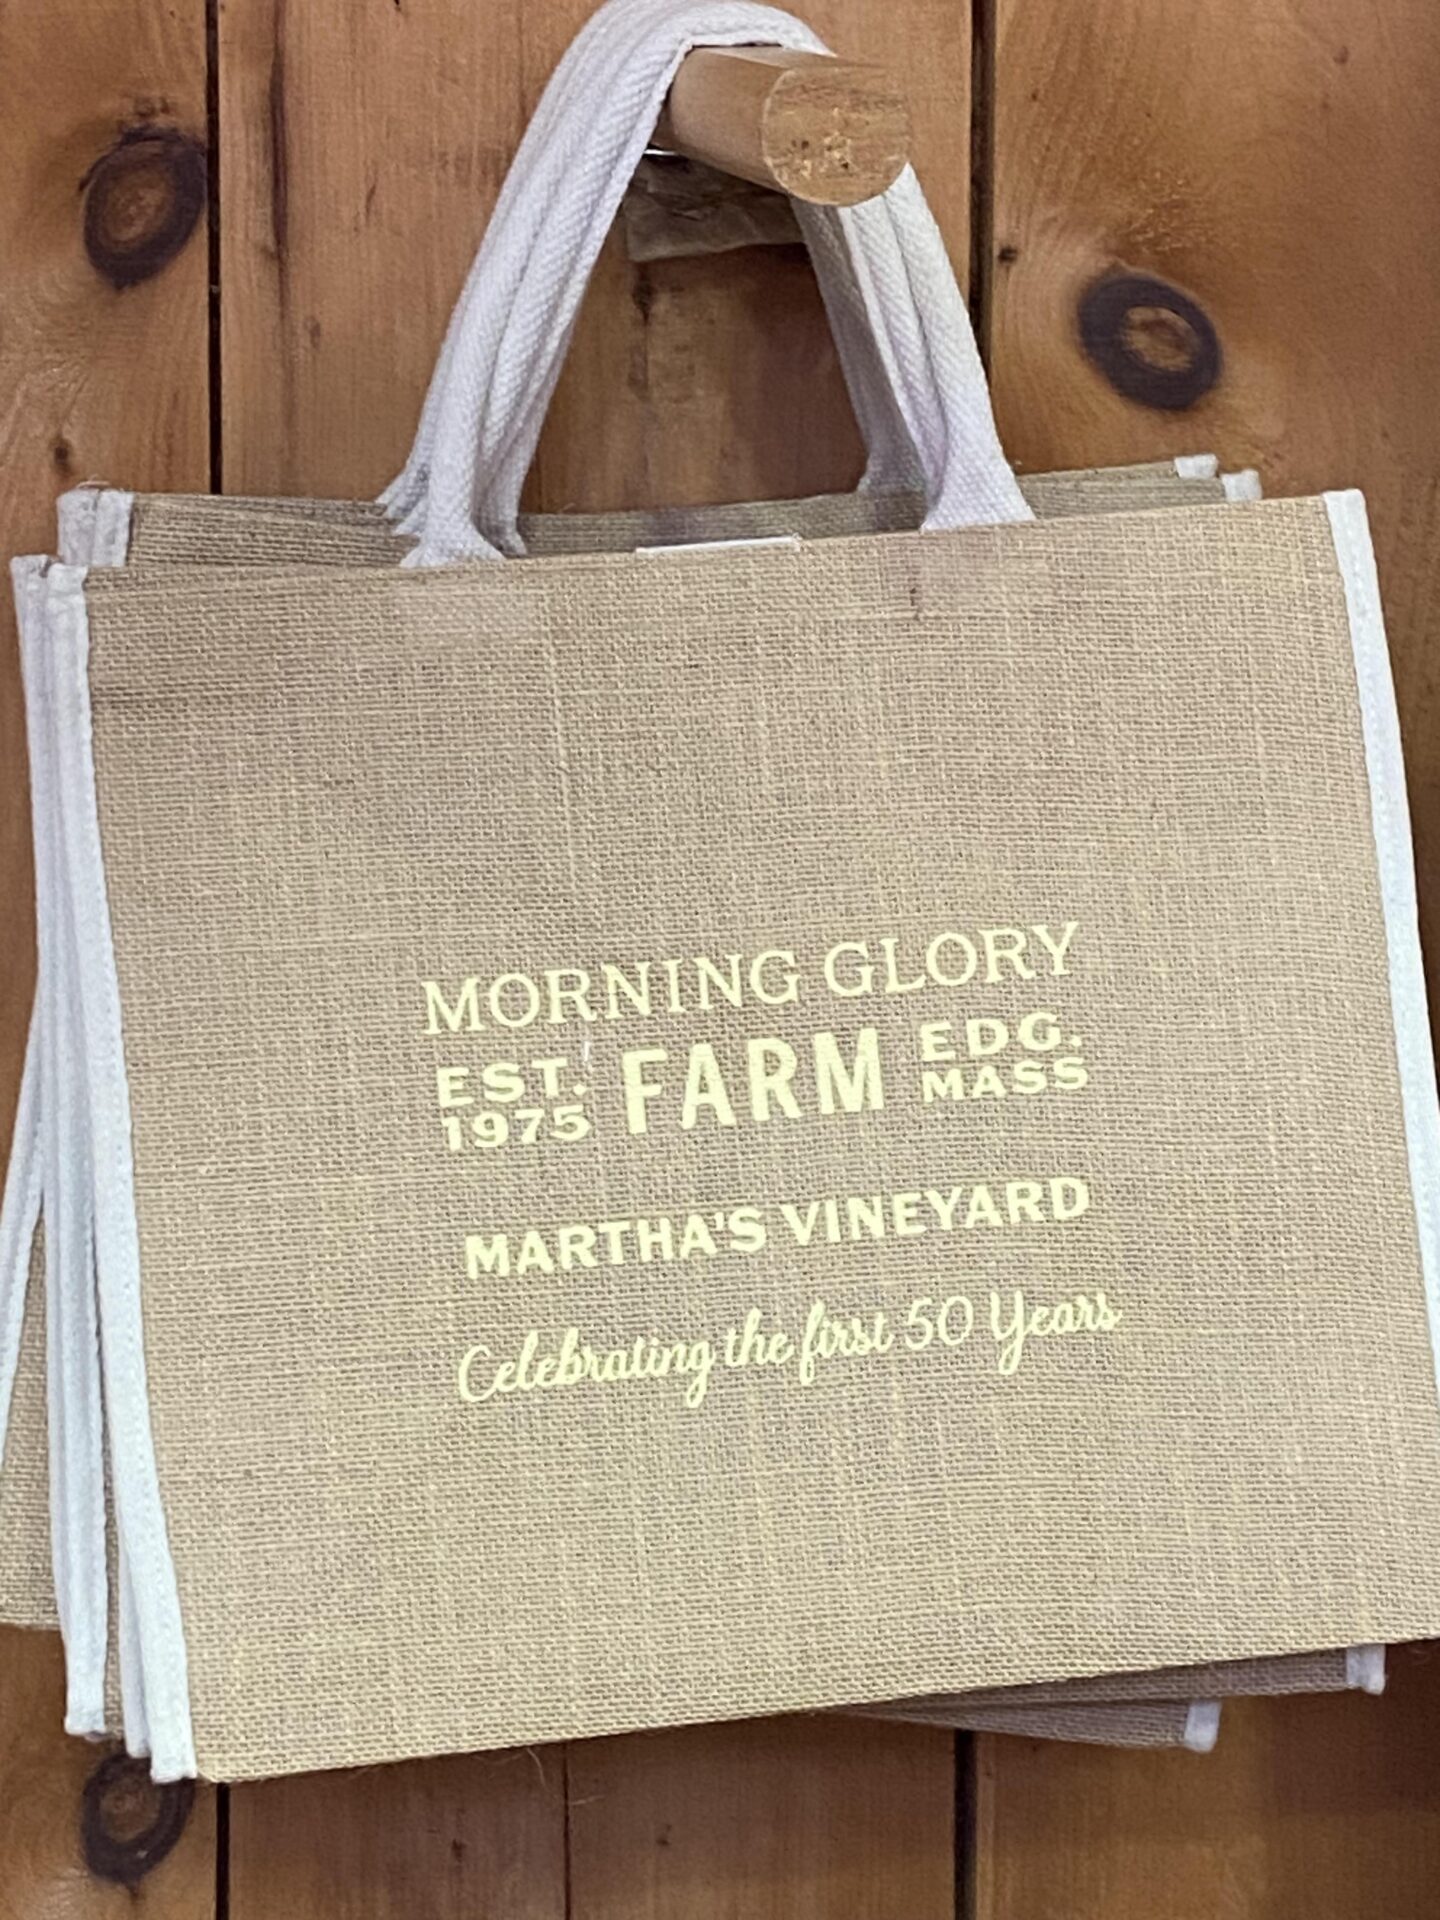 MORNING GLORY
EST. 1975 FARM EDG. MASS
MARTHA'S VINEYARD
Celebrating the first 50 Years